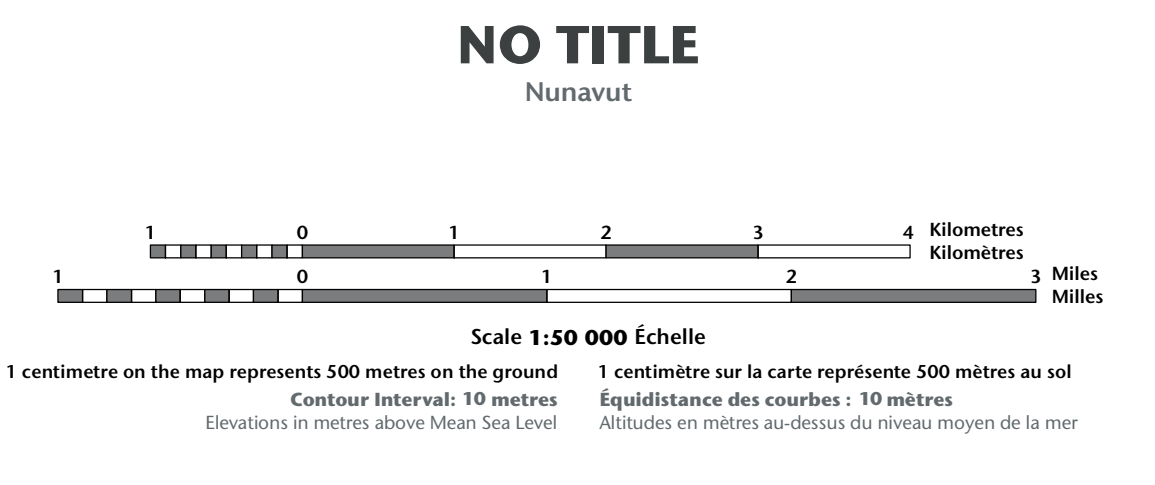 NO TITLE
Nunavut
1 0 1 2 3 4 Kilometres
Kilomètres
1 0 1 2 3 Miles
Milles
Scale 1:50 000 Échelle
1 centimetre on the map represents 500 metres on the ground
Contour Interval: 10 metres
Elevations in metres above Mean Sea Level
1 centimètre sur la carte représente 500 mètres au sol
Équidistance des courbes : 10 mètres
Altitudes en mètres au-dessus du niveau moyen de la mer